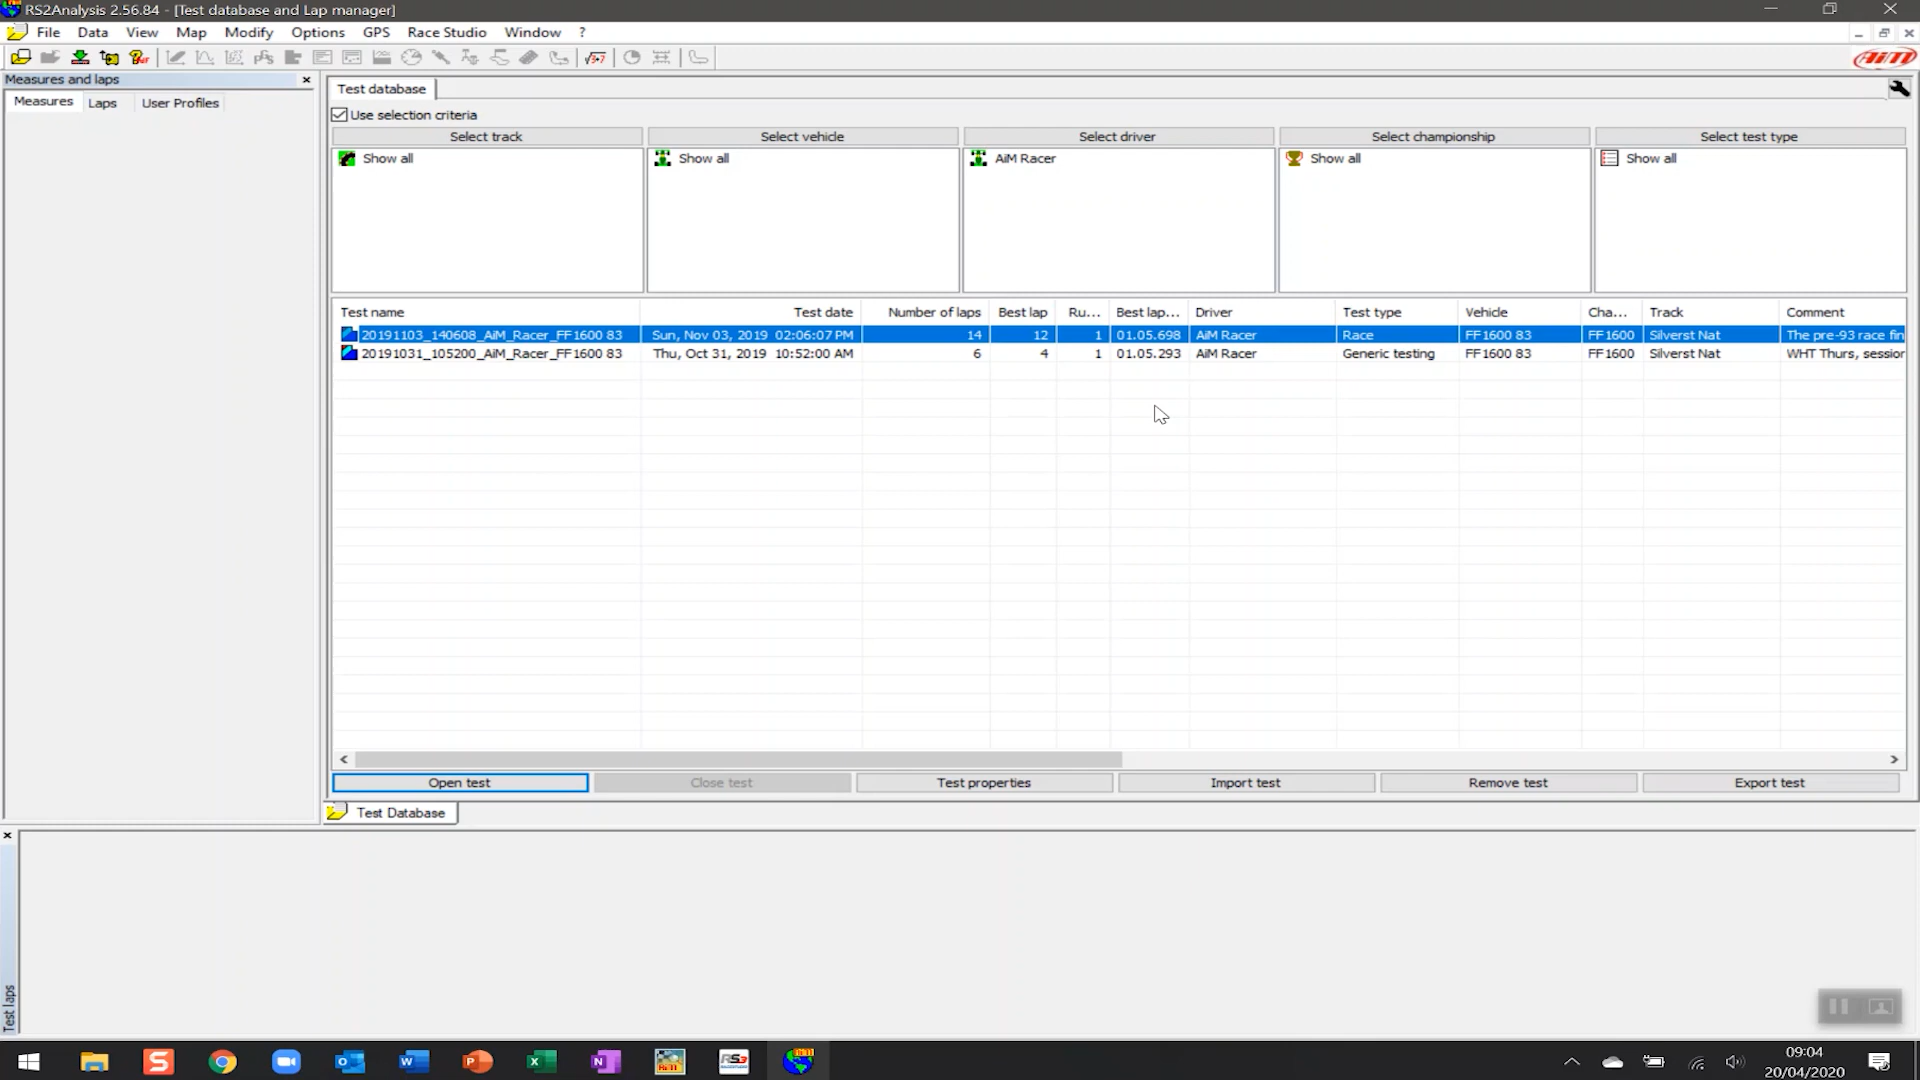 RS2Analysis 2.56.84 - [Test database and Lap manager]
File Data View Map Modify Options GPS Race Studio Window ?
AiM
Measures and laps
Measures Laps User Profiles
Test database
Use selection criteria
Select track Select vehicle Select driver Select championship Select test type
Show all Show all AiM Racer Show all Show all
Test name Test date Number of laps Best lap Ru... Best lap... Driver Test type Vehicle Cha... Track Comment
20191103_140608_AiM_Racer_FF1600 83 Sun, Nov 03, 2019 02:06:07 PM 14 12 1 01.05.698 AiM Racer Race FF1600 83 FF1600 Silverst Nat The pre-93 race fin
20191031_105200_AiM_Racer_FF1600 83 Thu, Oct 31, 2019 10:52:00 AM 6 4 1 01.05.293 AiM Racer Generic testing FF1600 83 FF1600 Silverst Nat WHT Thurs, session
Open test Close test Test properties Import test Remove test Export test
Test Database
Test laps
09:04
20/04/2020